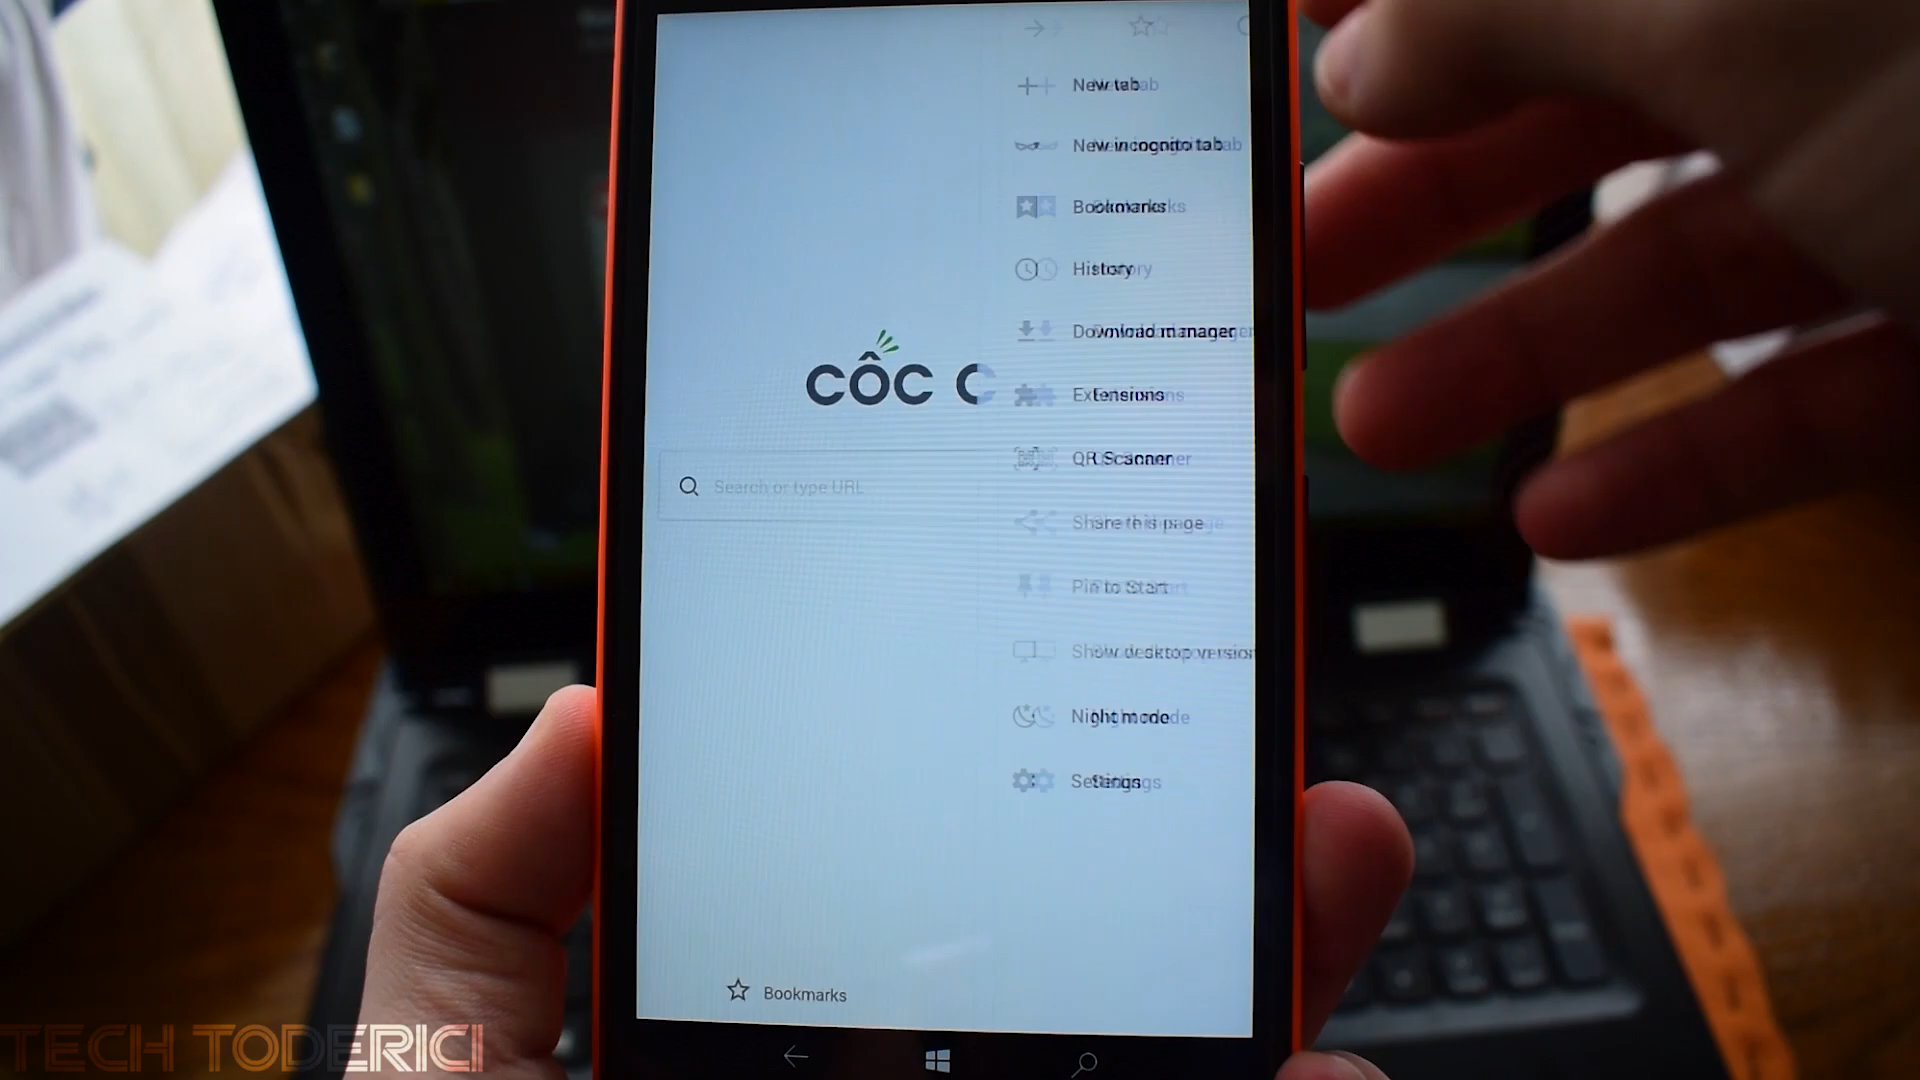 New tab
New incognito tab
Bookmarks
History
Download manager
CỐC C
Extensions
QR Scanner
Search or type URL
Share this page
Pin to Start
Show desktop version
Night mode
Settings
Bookmarks
TECH TODERICI